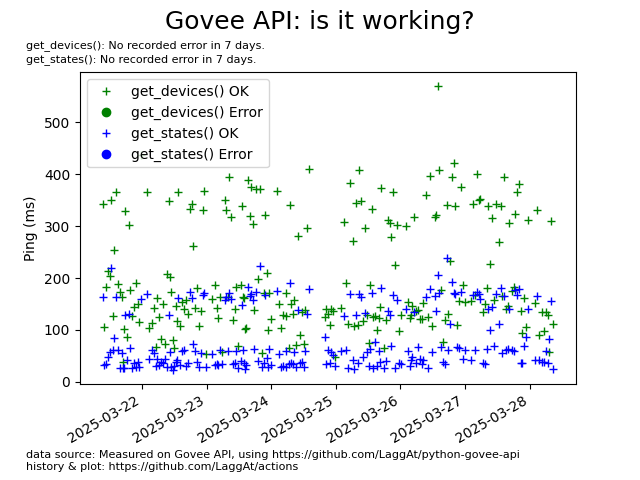 Govee API: is it working?
get_devices(): No recorded error in 7 days.
get_states(): No recorded error in 7 days.
get_devices() OK
get_devices() Error
get_states() OK
get_states() Error
Ping (ms)
500
400
300
200
100
0
2025-03-22
2025-03-23
2025-03-24
2025-03-25
2025-03-26
2025-03-27
2025-03-28
data source: Measured on Govee API, using https://github.com/LaggAt/python-govee-api
history & plot: https://github.com/LaggAt/actions